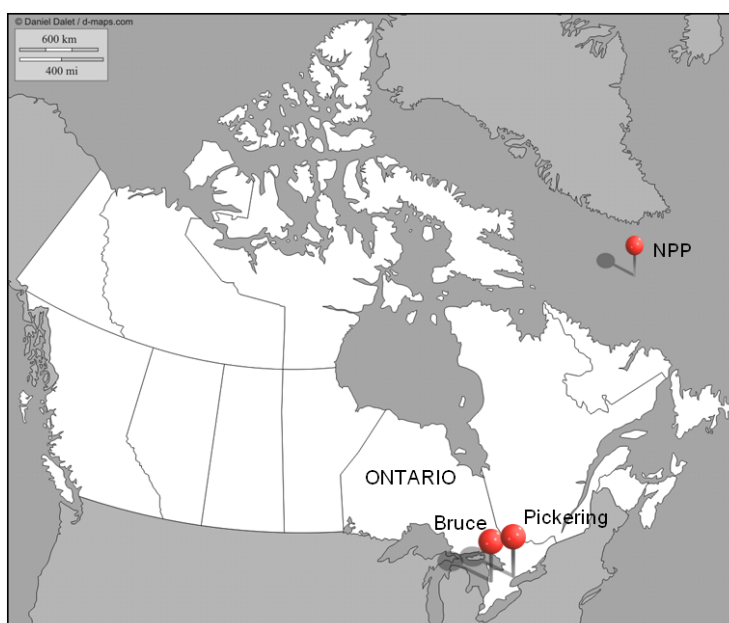 © Daniel Dalet / d-maps.com
600 km
400 mi
NPP
ONTARIO
Bruce
Pickering